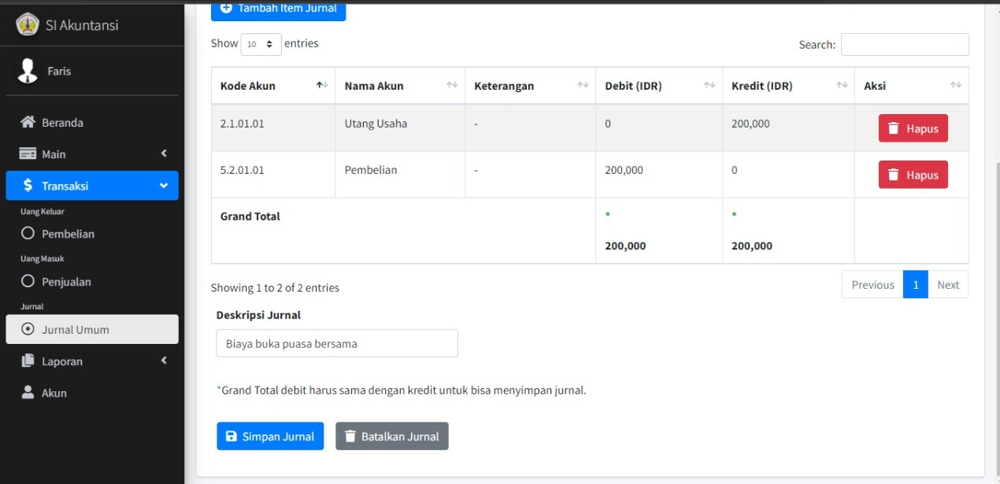 Tambah Item Jurnal
SI Akuntansi
Faris
Beranda
Main
Transaksi
Uang Keluar
Pembelian
Uang Masuk
Penjualan
Jurnal
Jurnal Umum
Laporan
Akun
Show 10 entries
Search:
Kode Akun Nama Akun Keterangan Debit (IDR) Kredit (IDR) Aksi
2.1.01.01 Utang Usaha - 0 200,000 Hapus
5.2.01.01 Pembelian - 200,000 0 Hapus
Grand Total * *
200,000 200,000
Showing 1 to 2 of 2 entries
Previous 1 Next
Deskripsi Jurnal
Biaya buka puasa bersama
*Grand Total debit harus sama dengan kredit untuk bisa menyimpan jurnal.
Simpan Jurnal Batalkan Jurnal